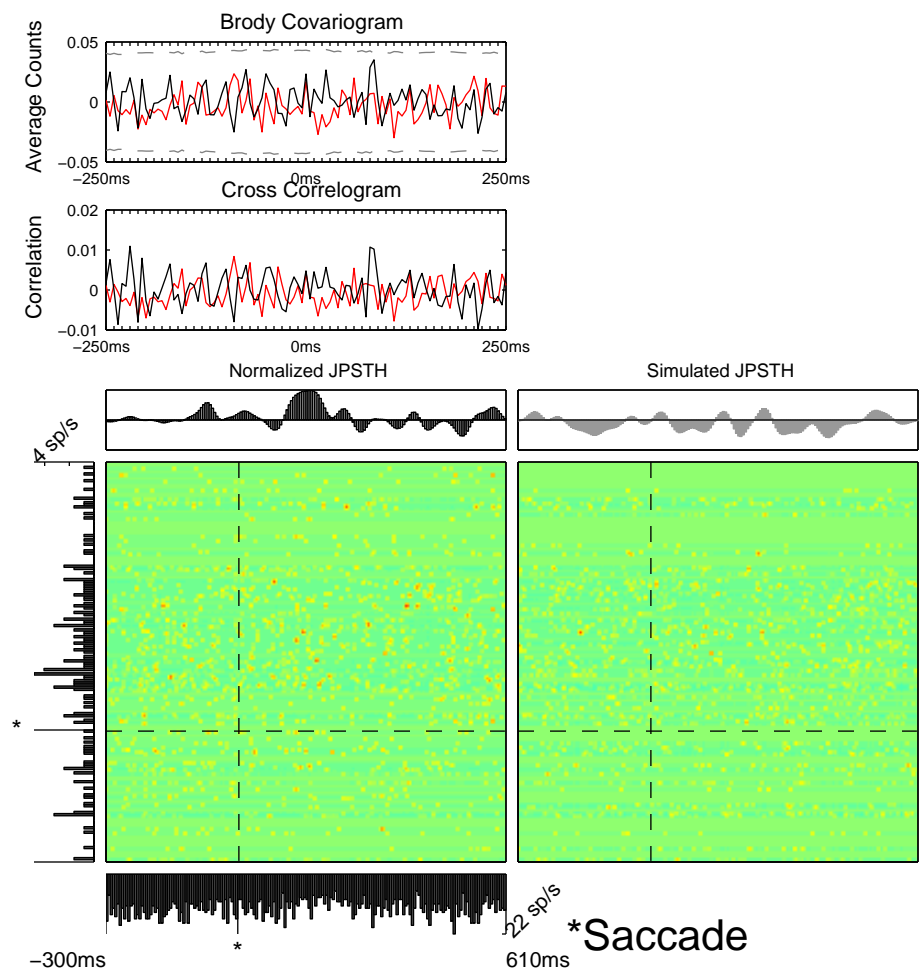 Brody Covariogram
Average Counts
0.05
0
−0.05
−250ms
0ms
250ms
Cross Correlogram
Correlation
0.02
0.01
0
−0.01
−250ms
0ms
250ms
Normalized JPSTH
Simulated JPSTH
4 sp/s
*
*
22 sp/s
*Saccade
−300ms
610ms